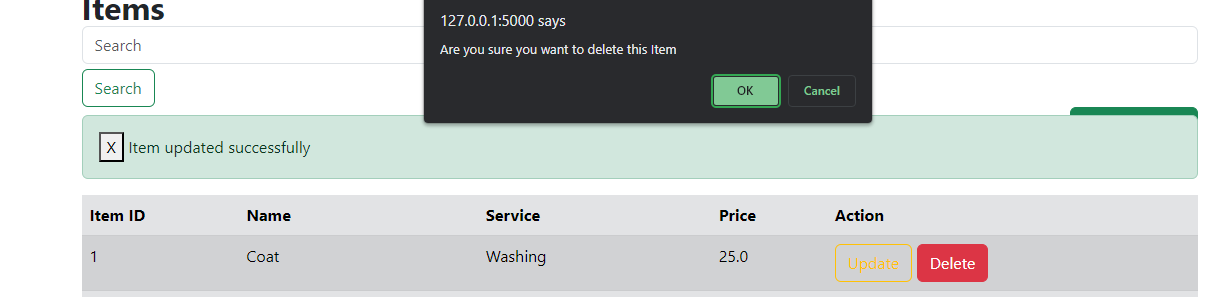 Items
127.0.0.1:5000 says
Are you sure you want to delete this Item
OK Cancel
Search
Search
X Item updated successfully
Item ID Name Service Price Action
1 Coat Washing 25.0 Update Delete